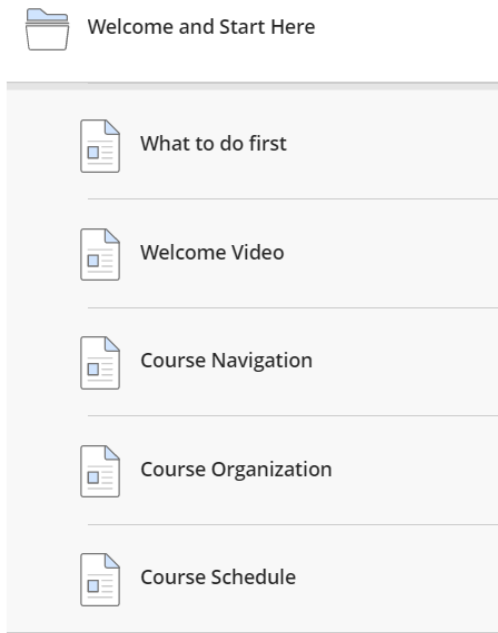 Welcome and Start Here
What to do first
Welcome Video
Course Navigation
Course Organization
Course Schedule